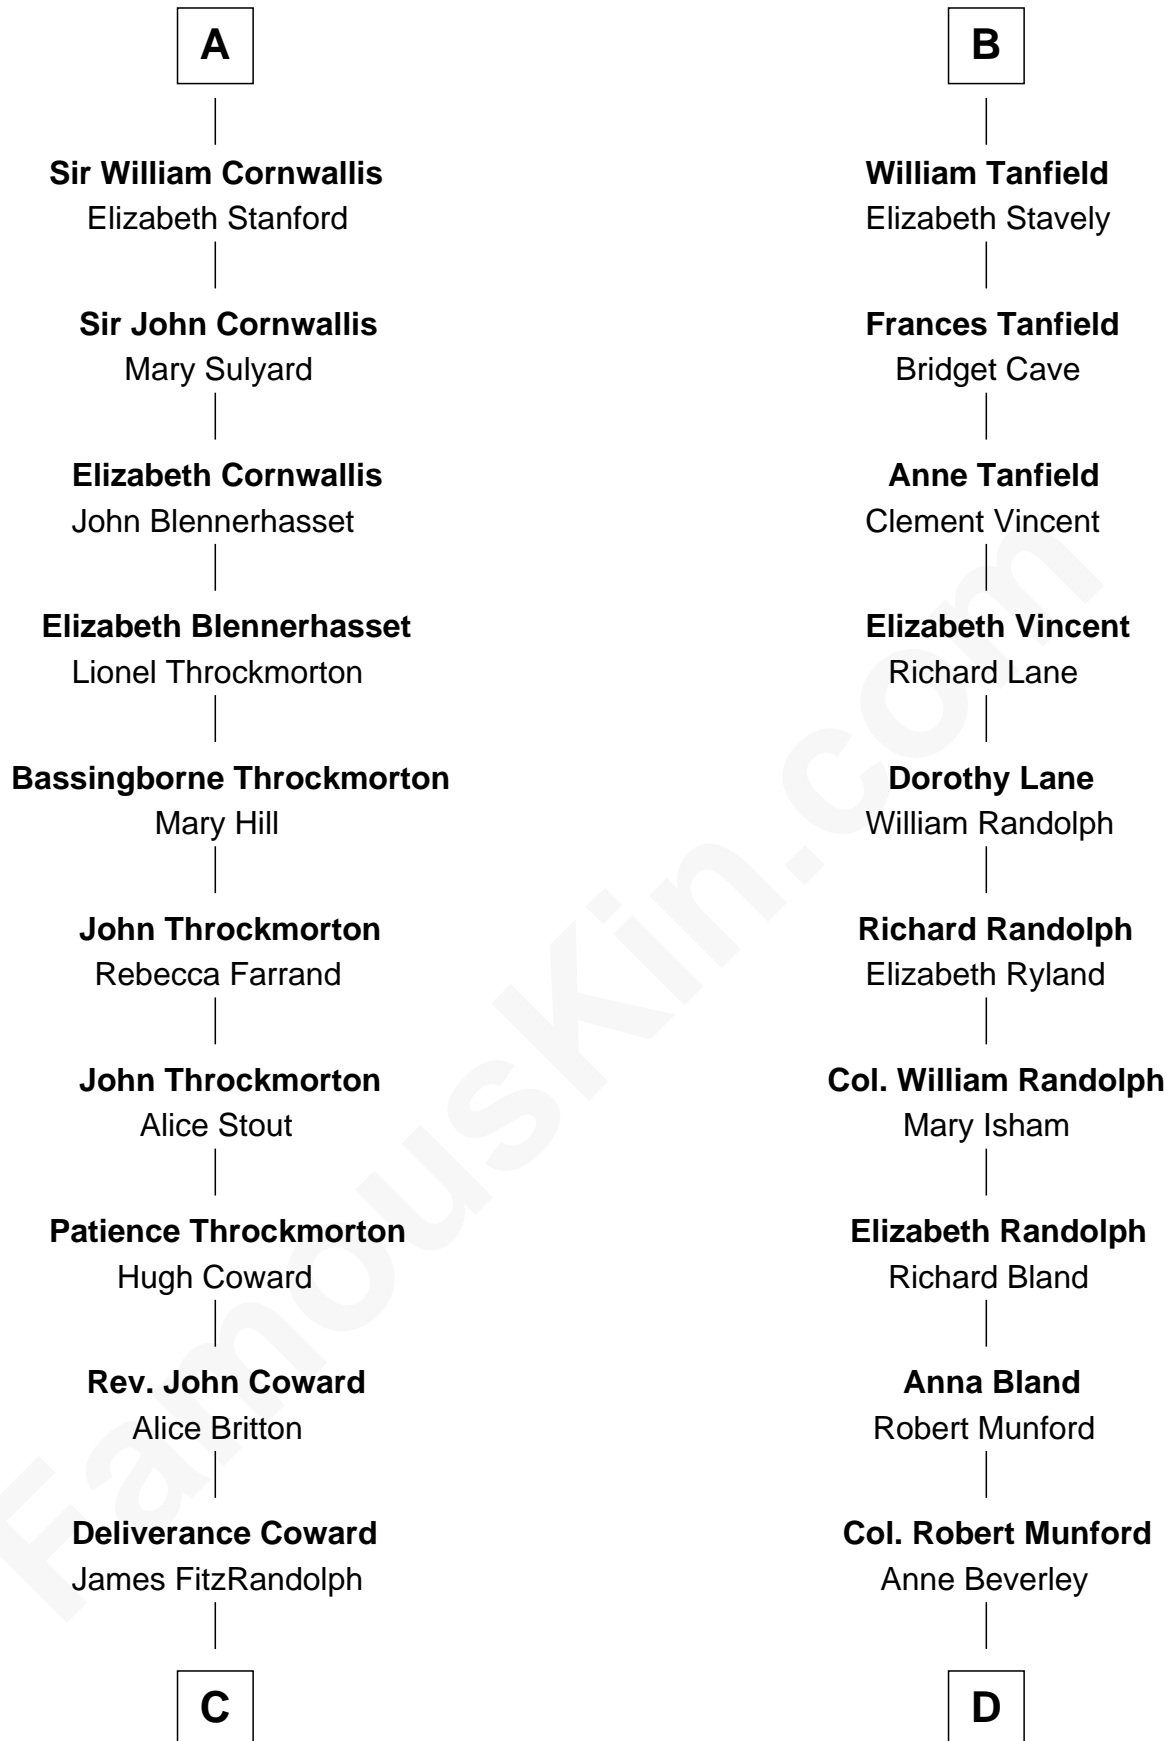 A
Sir William Cornwallis
Elizabeth Stanford
Sir John Cornwallis
Mary Sulyard
Elizabeth Cornwallis
John Blennerhasset
Elizabeth Blennerhasset
Lionel Throckmorton
Bassingborne Throckmorton
Mary Hill
John Throckmorton
Rebecca Farrand
John Throckmorton
Alice Stout
Patience Throckmorton
Hugh Coward
Rev. John Coward
Alice Britton
Deliverance Coward
James FitzRandolph
C
B
William Tanfield
Elizabeth Stavely
Frances Tanfield
Bridget Cave
Anne Tanfield
Clement Vincent
Elizabeth Vincent
Richard Lane
Dorothy Lane
William Randolph
Richard Randolph
Elizabeth Ryland
Col. William Randolph
Mary Isham
Elizabeth Randolph
Richard Bland
Anna Bland
Robert Munford
Col. Robert Munford
Anne Beverley
D
FamousKin.com